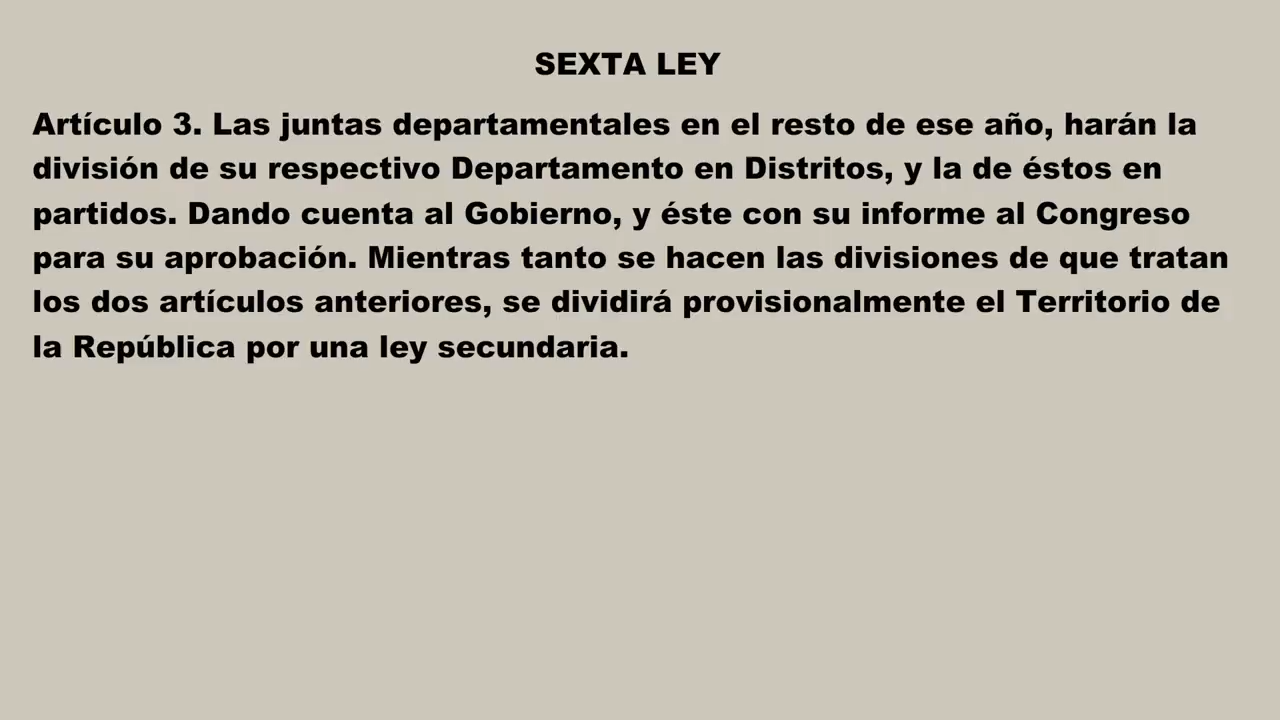 SEXTA LEY
Artículo 3. Las juntas departamentales en el resto de ese año, harán la
división de su respectivo Departamento en Distritos, y la de éstos en
partidos. Dando cuenta al Gobierno, y éste con su informe al Congreso
para su aprobación. Mientras tanto se hacen las divisiones de que tratan
los dos artículos anteriores, se dividirá provisionalmente el Territorio de
la República por una ley secundaria.